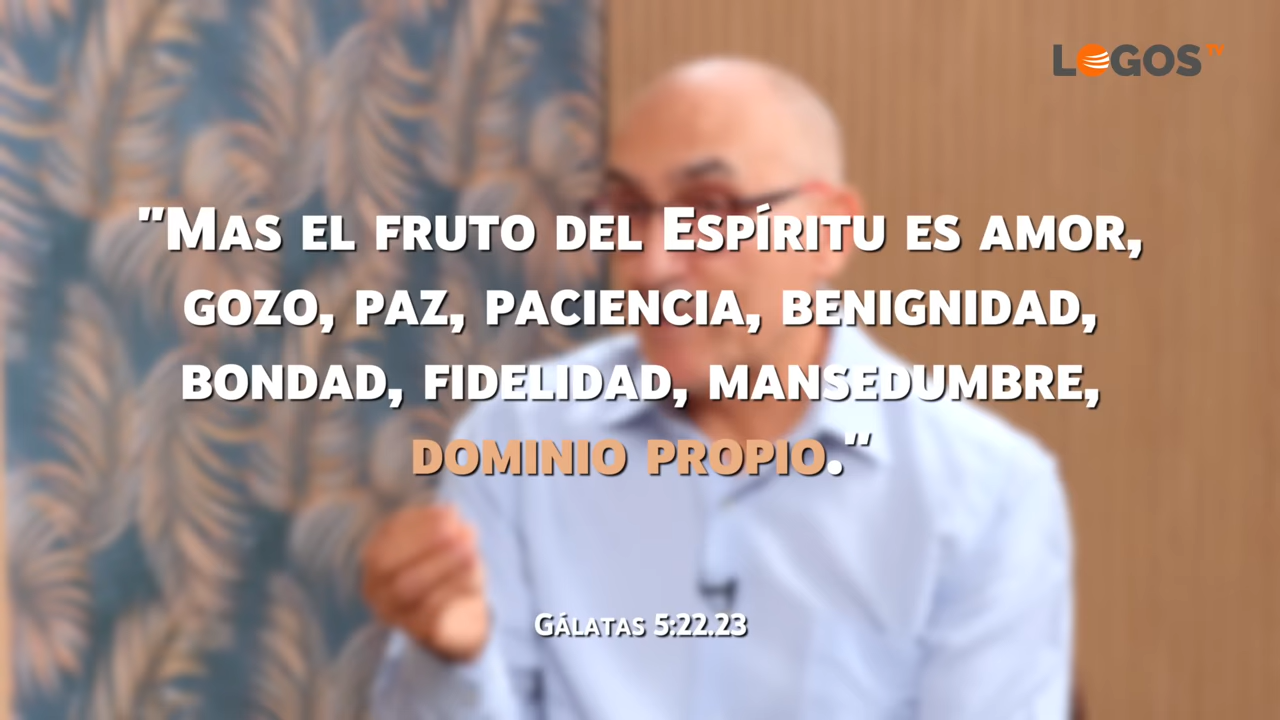 LOGOS TV
"Mas el fruto del Espíritu es amor,
gozo, paz, paciencia, benignidad,
bondad, fidelidad, mansedumbre,
dominio propio."
Gálatas 5:22.23